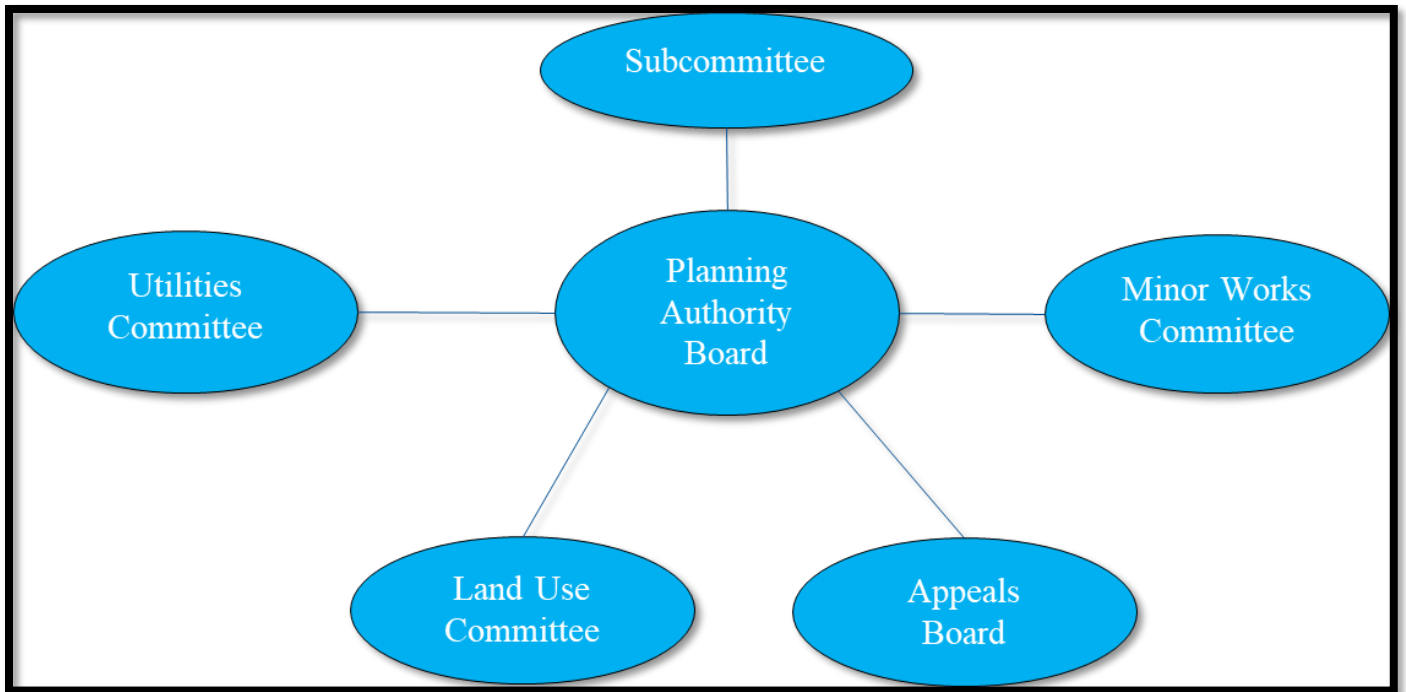 Subcommittee
Utilities
Committee
Planning
Authority
Board
Minor Works
Committee
Land Use
Committee
Appeals
Board